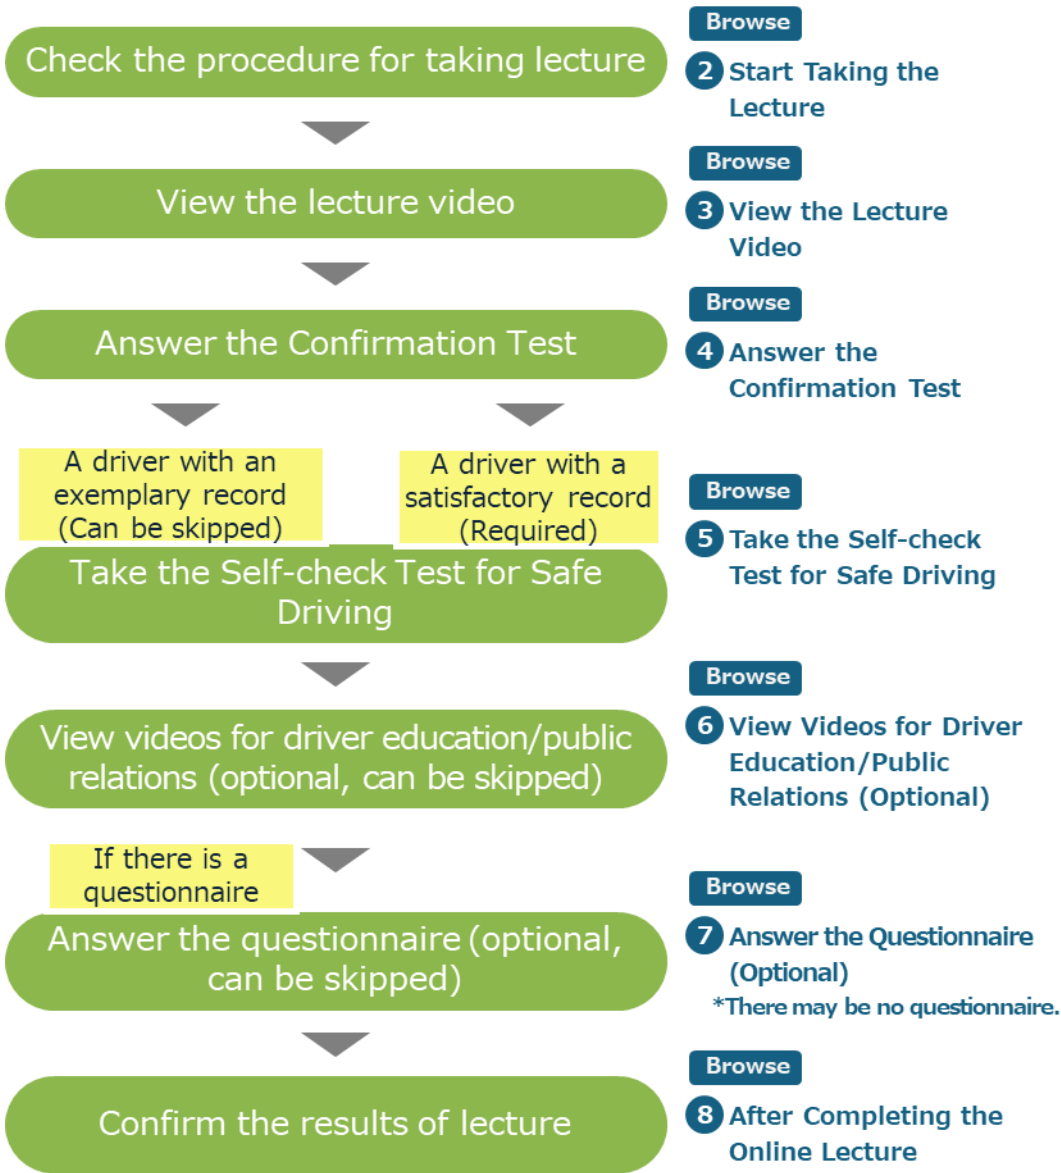 Check the procedure for taking lecture
Browse
2 Start Taking the
Lecture
View the lecture video
Browse
3 View the Lecture
Video
Answer the Confirmation Test
Browse
4 Answer the
Confirmation Test
A driver with an
exemplary record
(Can be skipped)
A driver with a
satisfactory record
(Required)
Take the Self-check Test for Safe
Driving
Browse
5 Take the Self-check
Test for Safe Driving
View videos for driver education/public
relations (optional, can be skipped)
Browse
6 View Videos for Driver
Education/Public
Relations (Optional)
If there is a
questionnaire
Answer the questionnaire (optional,
can be skipped)
Browse
7 Answer the Questionnaire
(Optional)
*There may be no questionnaire.
Confirm the results of lecture
Browse
8 After Completing the
Online Lecture